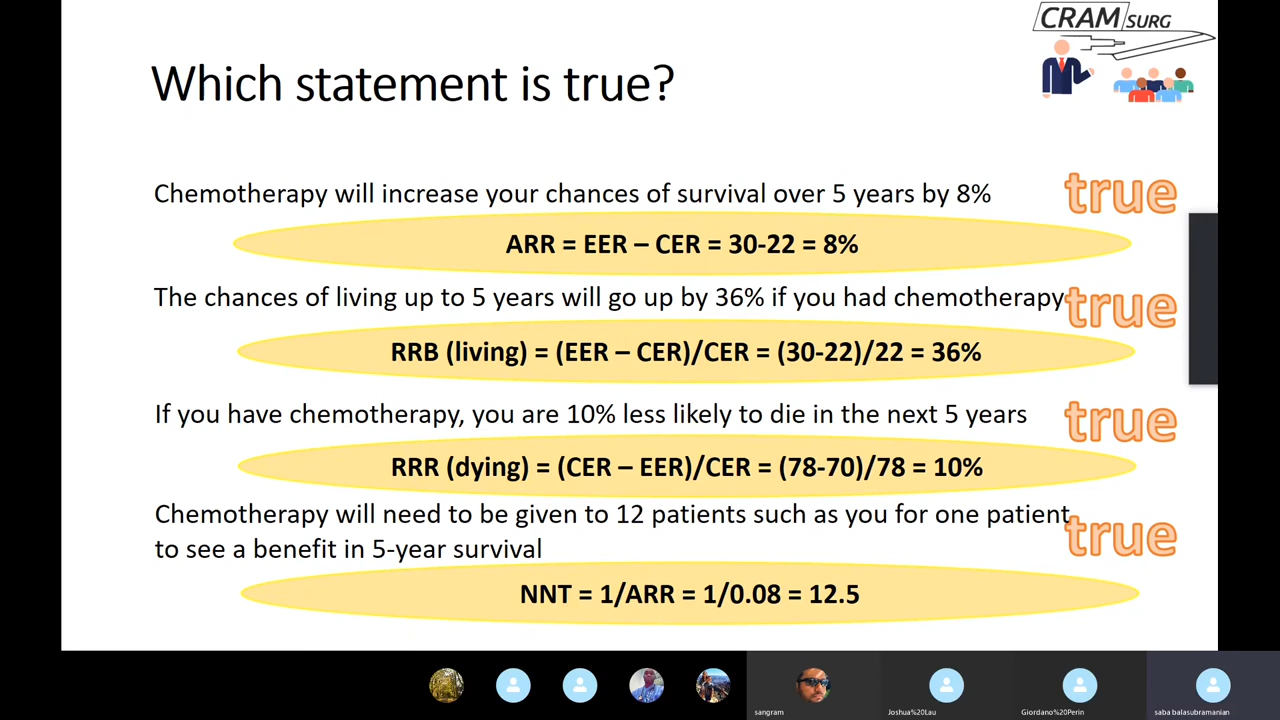 CRAM SURG
Which statement is true?
Chemotherapy will increase your chances of survival over 5 years by 8%
true
ARR = EER – CER = 30-22 = 8%
The chances of living up to 5 years will go up by 36% if you had chemotherapy
true
RRB (living) = (EER – CER)/CER = (30-22)/22 = 36%
If you have chemotherapy, you are 10% less likely to die in the next 5 years
true
RRR (dying) = (CER – EER)/CER = (78-70)/78 = 10%
Chemotherapy will need to be given to 12 patients such as you for one patient
to see a benefit in 5-year survival
true
NNT = 1/ARR = 1/0.08 = 12.5
sangram
Joshua%20Lau
Giordano%20Perin
saba balasubramanian